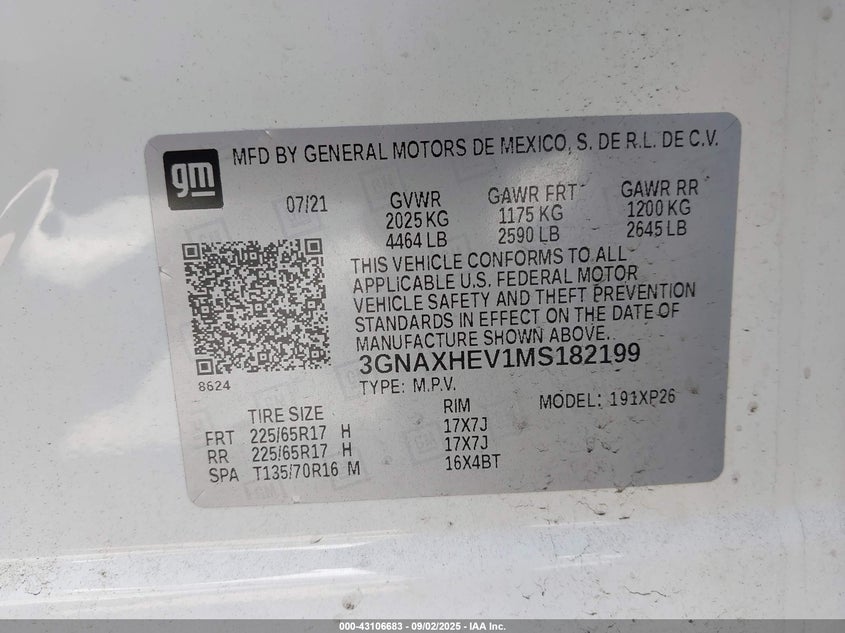 gm
MFD BY GENERAL MOTORS DE MEXICO, S. DE R.L. DE C.V.
07/21
GVWR GAWR FRT GAWR RR
2025 KG 1175 KG 1200 KG
4464 LB 2590 LB 2645 LB
THIS VEHICLE CONFORMS TO ALL
APPLICABLE U.S. FEDERAL MOTOR
VEHICLE SAFETY AND THEFT PREVENTION
STANDARDS IN EFFECT ON THE DATE OF
MANUFACTURE SHOWN ABOVE.
8624
3GNAXHEV1MS182199
TYPE: M.P.V.
MODEL: 191XP26
TIRE SIZE RIM
FRT 225/65R17 H 17X7J
RR 225/65R17 H 17X7J
SPA T135/70R16 M 16X4BT
000-43106683 - 09/02/2025 - IAA Inc.